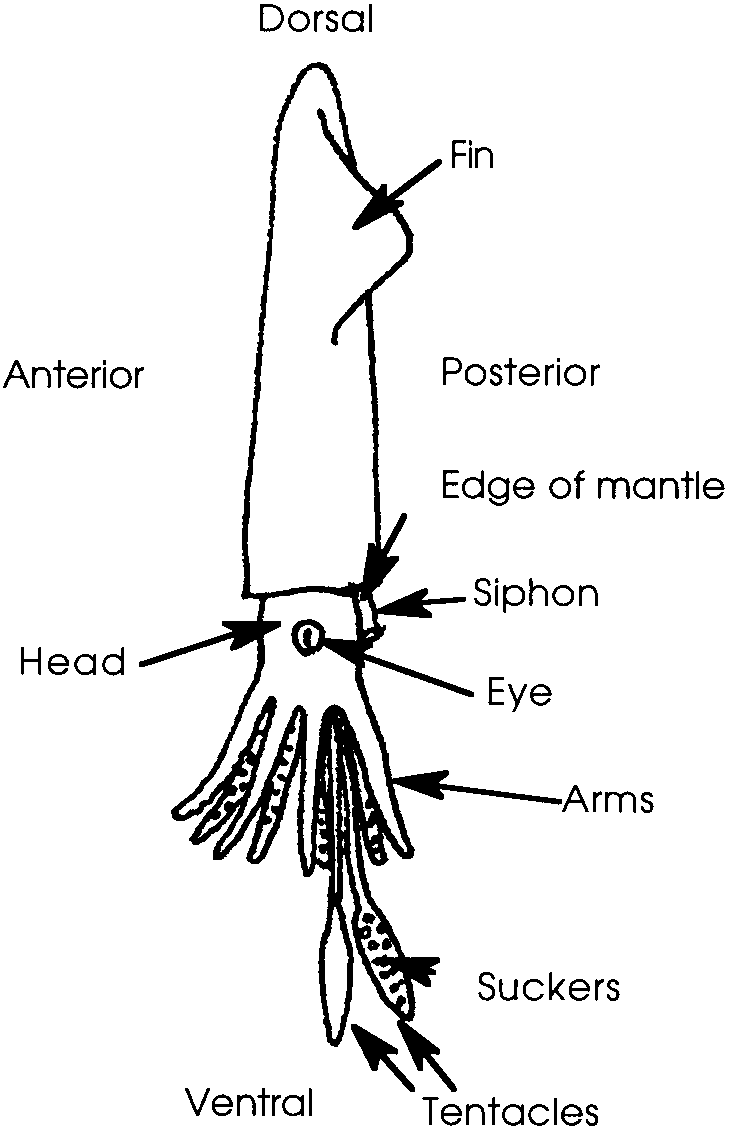 Dorsal
Fin
Anterior
Posterior
Edge of mantle
Siphon
Head
Eye
Arms
Suckers
Ventral
Tentacles